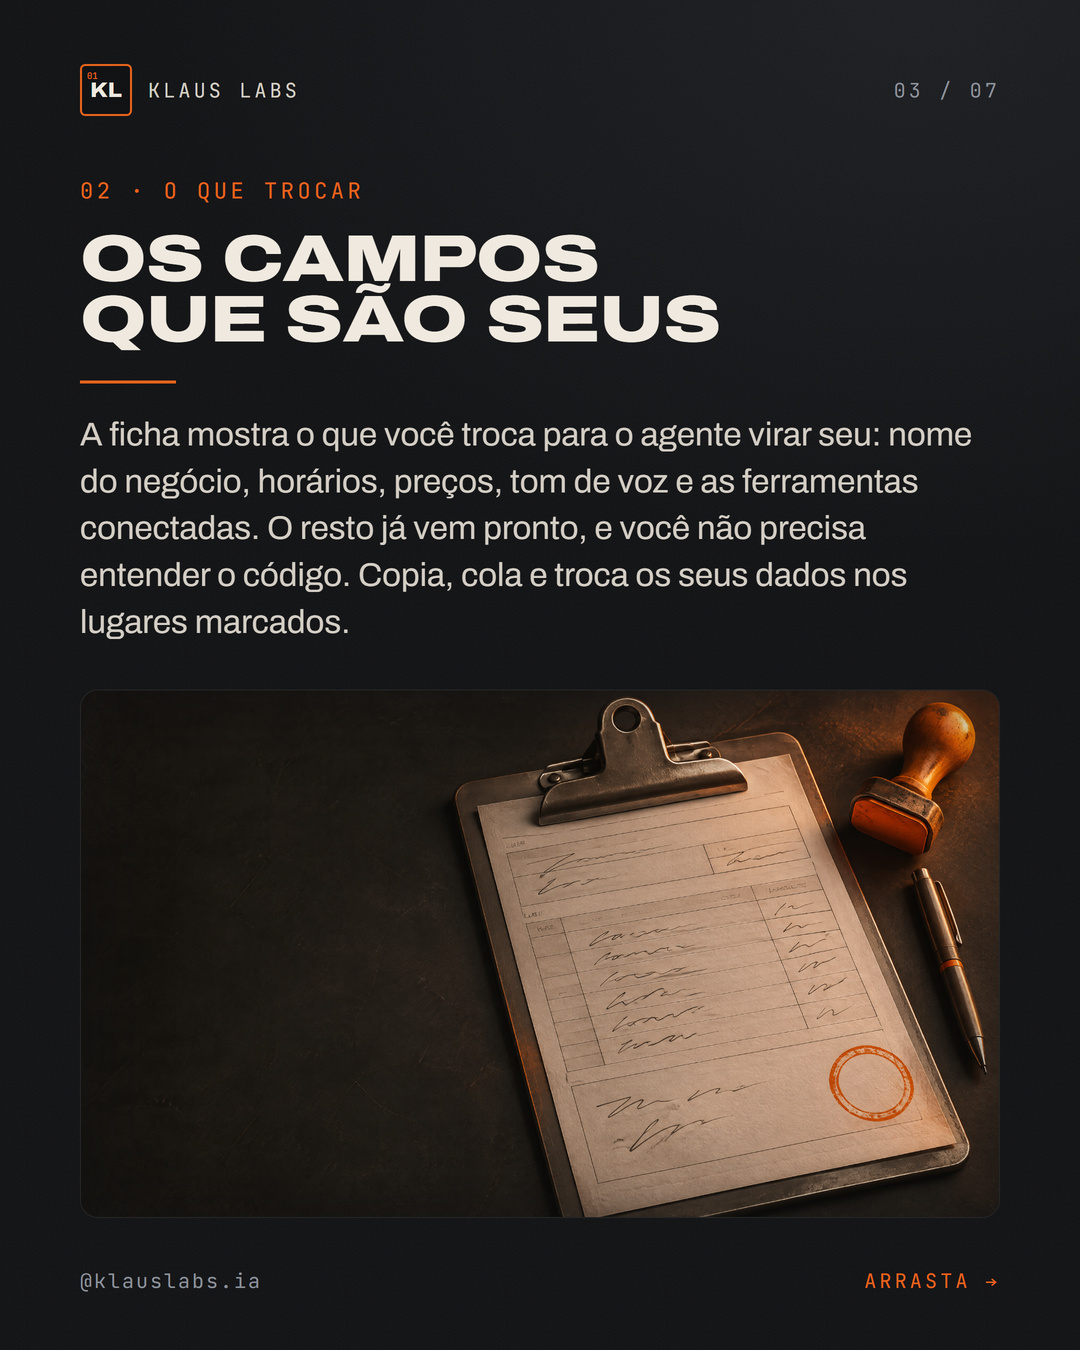 01
KL
KLAUS LABS
03 / 07
02 · O QUE TROCAR
OS CAMPOS
QUE SÃO SEUS
A ficha mostra o que você troca para o agente virar seu: nome
do negócio, horários, preços, tom de voz e as ferramentas
conectadas. O resto já vem pronto, e você não precisa
entender o código. Copia, cola e troca os seus dados nos
lugares marcados.
@klauslabs.ia
ARRASTA →